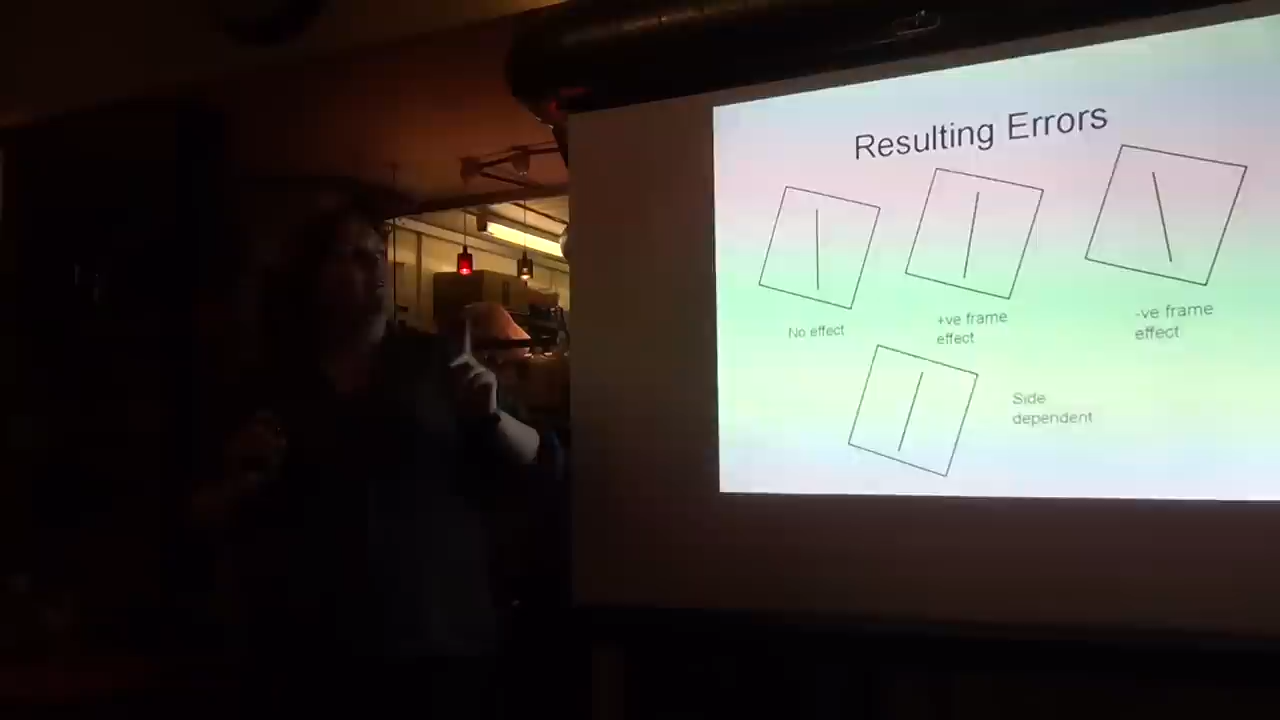 Resulting Errors
No effect
+ve frame
effect
-ve frame
effect
Side
dependent